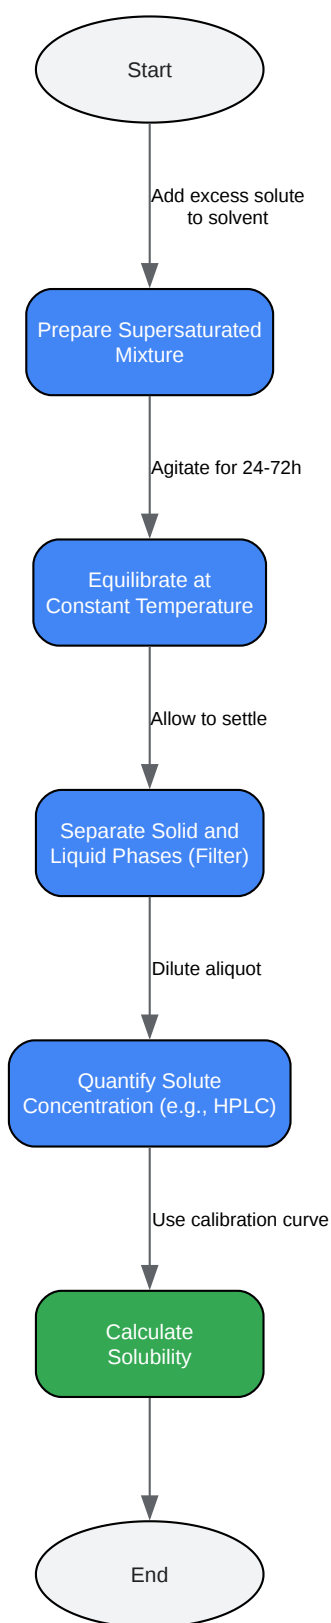 Start
Add excess solute
to solvent
Prepare Supersaturated
Mixture
Agitate for 24-72h
Equilibrate at
Constant Temperature
Allow to settle
Separate Solid and
Liquid Phases (Filter)
Dilute aliquot
Quantify Solute
Concentration (e.g., HPLC)
Use calibration curve
Calculate
Solubility
End